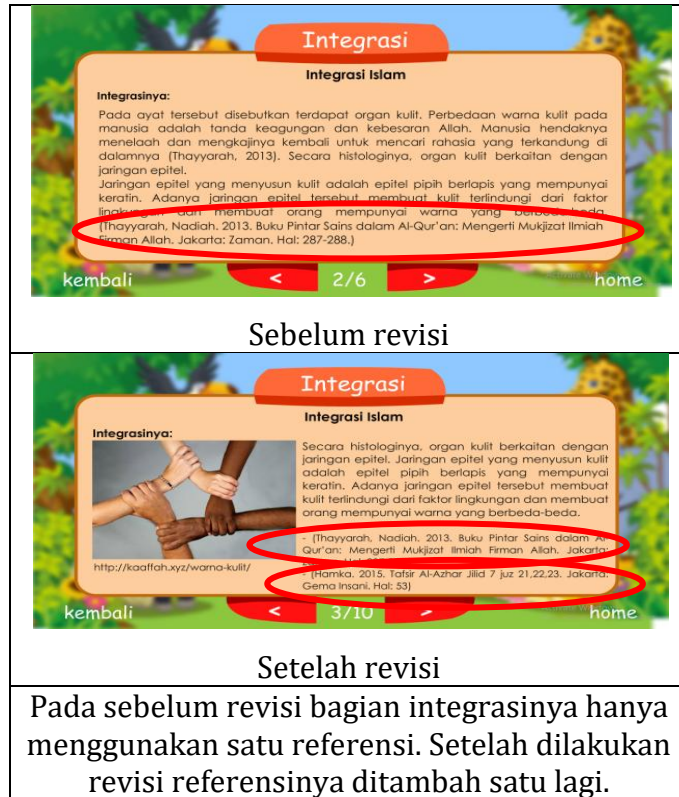 Integrasi
Integrasi Islam
Integrasinya:
Pada ayat tersebut disebutkan terdapat organ kulit. Perbedaan warna kulit pada
manusia adalah tanda keagungan dan kebesaran Allah. Manusia hendaknya
menelaah dan mengkajinya kembali untuk mencari rahasia yang terkandung di
dalamnya (Thayyarah, 2013). Secara histologinya, organ kulit berkaitan dengan
jaringan epitel.
Jaringan epitel yang menyusun kulit adalah epitel pipih berlapis yang mempunyai
keratin. Adanya jaringan epitel tersebut membuat kulit terlindungi dari faktor
lingkungan dan membuat orang mempunyai warna yang berbeda-beda.
(Thayyarah, Nadiah. 2013. Buku Pintar Sains dalam Al-Qur'an: Mengerti Mukjizat Ilmiah
Firman Allah. Jakarta: Zaman. Hal: 287-288.)
kembali < 2/6 > home
Sebelum revisi
Integrasi
Integrasi Islam
Integrasinya:
Secara histologinya, organ kulit berkaitan dengan
jaringan epitel. Jaringan epitel yang menyusun kulit
adalah epitel pipih berlapis yang mempunyai
keratin. Adanya jaringan epitel tersebut membuat
kulit terlindungi dari faktor lingkungan dan membuat
orang mempunyai warna yang berbeda-beda.
- (Thayyarah, Nadiah. 2013. Buku Pintar Sains dalam Al-
Qur'an: Mengerti Mukjizat Ilmiah Firman Allah. Jakarta:
http://kaaffah.xyz/warna-kulit/
- (Hamka. 2015. Tafsir Al-Azhar Jilid 7 juz 21,22,23. Jakarta.
Gema Insani. Hal: 53)
kembali < 3/10 > home
Setelah revisi
Pada sebelum revisi bagian integrasinya hanya
menggunakan satu referensi. Setelah dilakukan
revisi referensinya ditambah satu lagi.